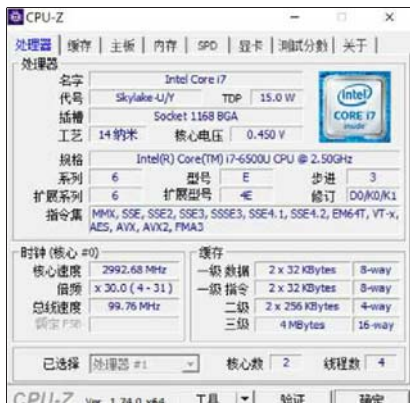 CPU-Z
处理器 缓存 主板 内存 SPD 显卡 测试分数 关于
处理器
名字 Intel Core i7
代号 Skylake-U/Y TDP 15.0 W
插槽 Socket 1168 BGA
工艺 14 纳米 核心电压 0.450 V
(intel) CORE i7 inside
规格 Intel(R) Core(TM) i7-6500U CPU @ 2.50GHz
系列 6 型号 E 步进 3
扩展系列 6 扩展型号 4E 修订 D0/K0/K1
指令集 MMX, SSE, SSE2, SSE3, SSSE3, SSE4.1, SSE4.2, EM64T, VT-x,
AES, AVX, AVX2, FMA3
时钟 (核心 #0) 缓存
核心速度 2992.68 MHz 一级 数据 2 x 32 KBytes 8-way
倍频 x 30.0 ( 4 - 31 ) 一级 指令 2 x 32 KBytes 8-way
总线速度 99.76 MHz 二级 2 x 256 KBytes 4-way
额定 FSB 三级 4 MBytes 16-way
已选择 处理器 #1 核心数 2 线程数 4
CPU-Z Ver. 1.74.0.x64 工具 验证 确定